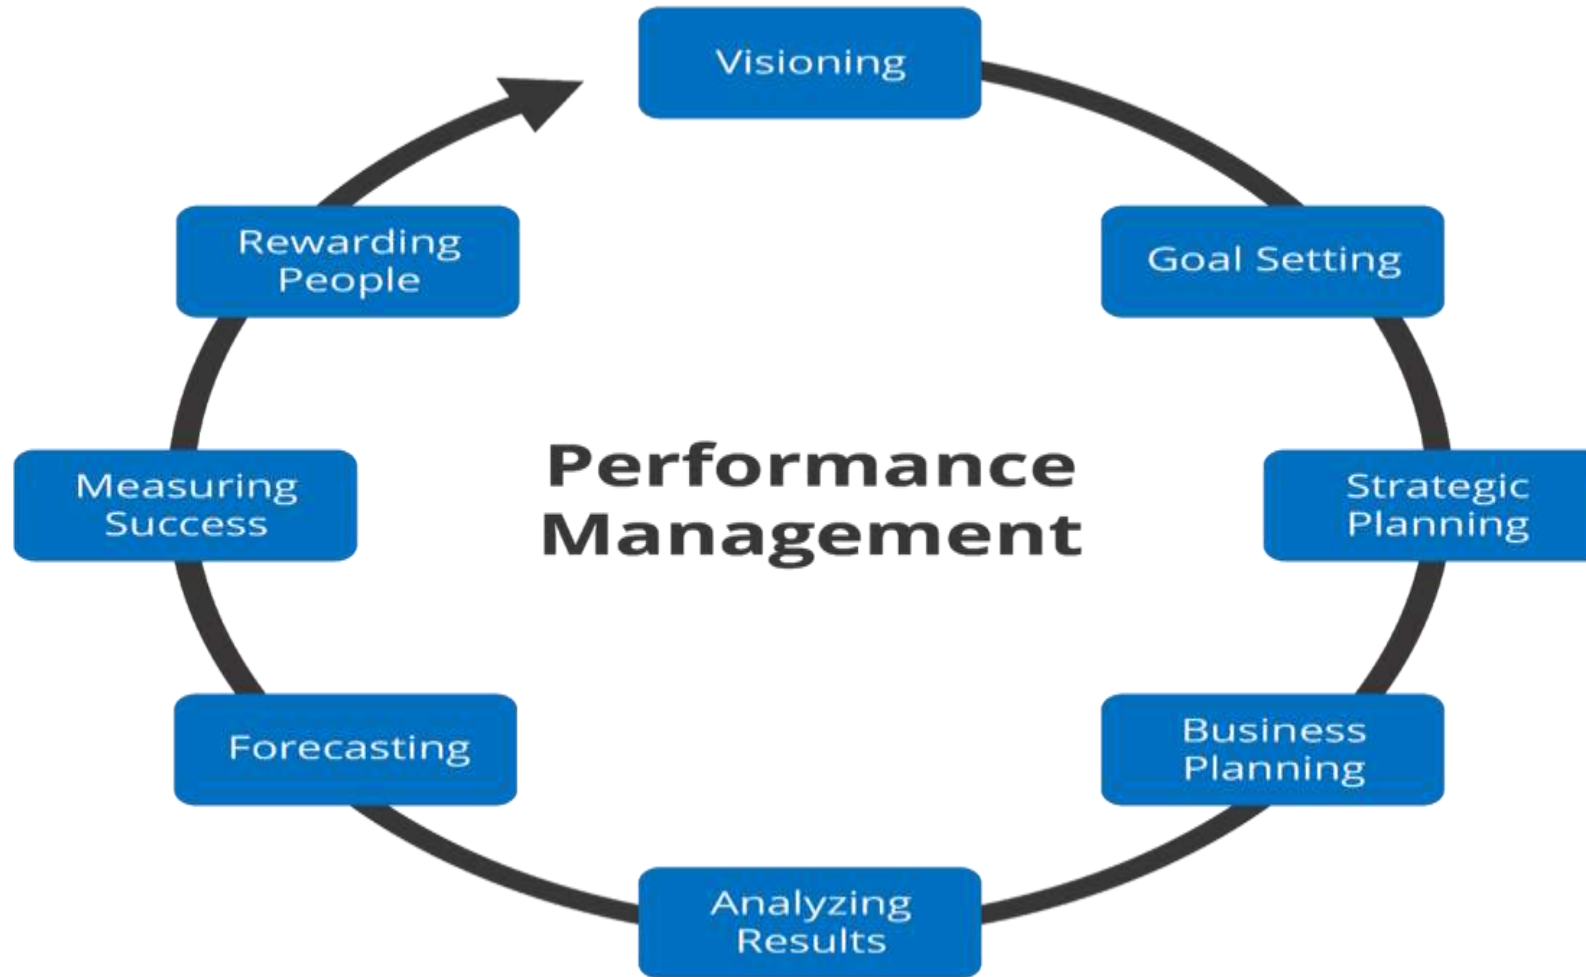 Visioning
Goal Setting
Strategic
Planning
Business
Planning
Analyzing
Results
Forecasting
Measuring
Success
Rewarding
People
Performance
Management